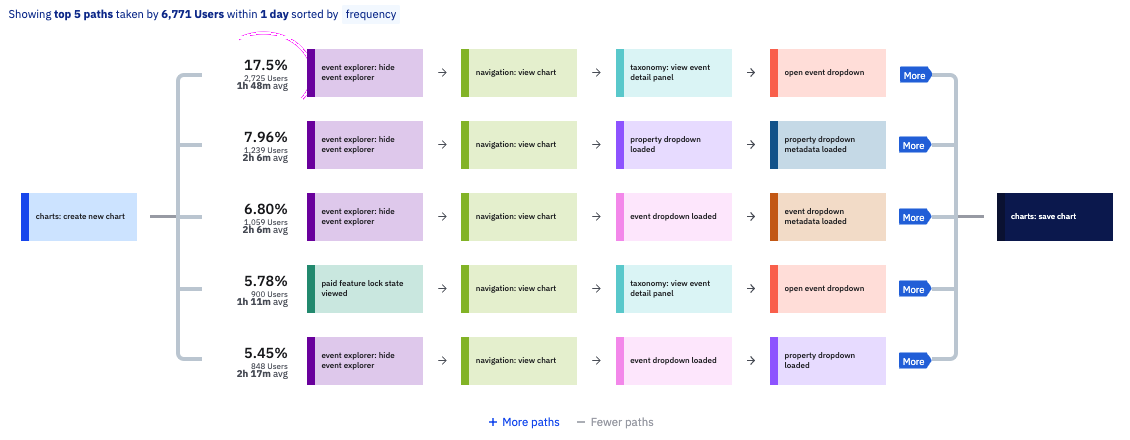 Showing top 5 paths taken by 6,771 Users within 1 day sorted by frequency
charts: create new chart
17.5%
2,725 Users
1h 48m avg
event explorer: hide
event explorer
navigation: view chart
taxonomy: view event
detail panel
open event dropdown
More
7.96%
1,239 Users
2h 6m avg
event explorer: hide
event explorer
navigation: view chart
property dropdown
loaded
property dropdown
metadata loaded
More
6.80%
1,059 Users
2h 6m avg
event explorer: hide
event explorer
navigation: view chart
event dropdown loaded
event dropdown
metadata loaded
More
5.78%
900 Users
1h 11m avg
paid feature lock state
viewed
navigation: view chart
taxonomy: view event
detail panel
open event dropdown
More
5.45%
848 Users
2h 17m avg
event explorer: hide
event explorer
navigation: view chart
event dropdown loaded
property dropdown
loaded
More
charts: save chart
+ More paths
− Fewer paths